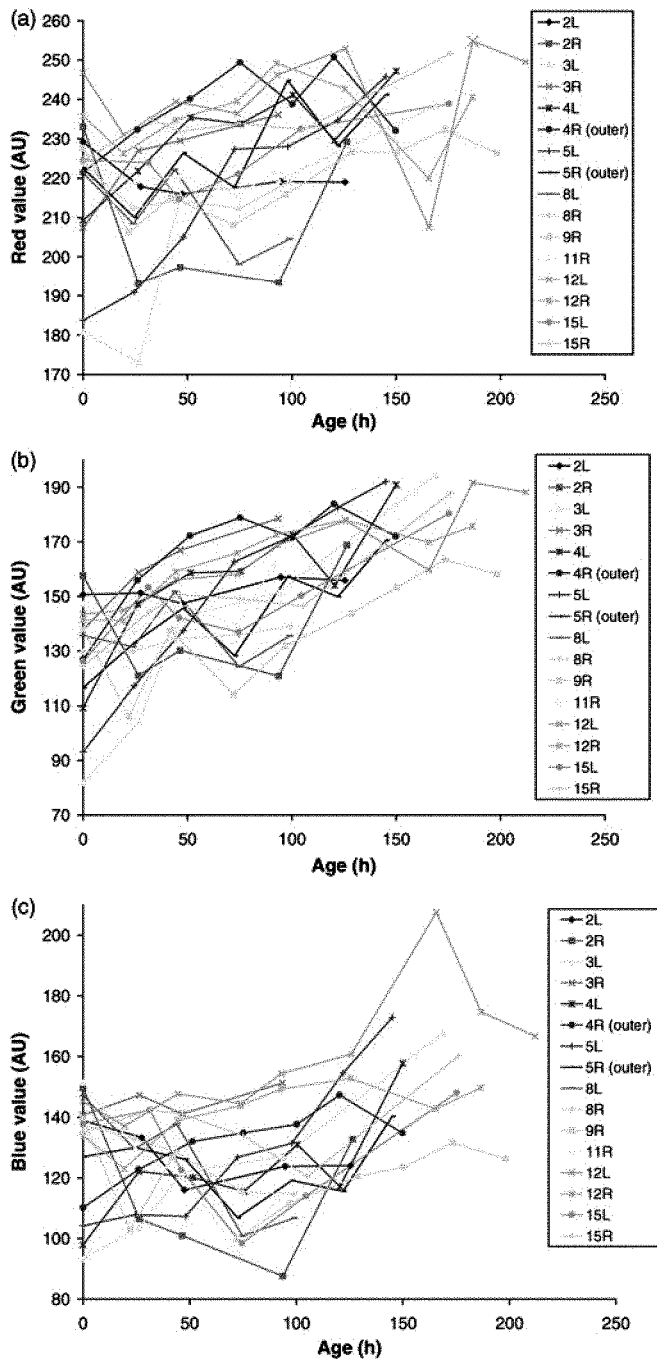 (a)
260
250
240
230
220
210
200
190
180
170
Red value (AU)
0
50
100
150
200
250
Age (h)
2L
2R
3L
3R
4L
4R (outer)
5L
5R (outer)
8L
8R
9R
11R
12L
12R
15L
15R
(b)
190
170
150
130
110
90
70
Green value (AU)
0
50
100
150
200
250
Age (h)
2L
2R
3L
3R
4L
4R (outer)
5L
5R (outer)
8L
8R
9R
11R
12L
12R
15L
15R
(c)
200
180
160
140
120
100
80
Blue value (AU)
0
50
100
150
200
250
Age (h)
2L
2R
3L
3R
4L
4R (outer)
5L
5R (outer)
8L
8R
9R
11R
12L
12R
15L
15R